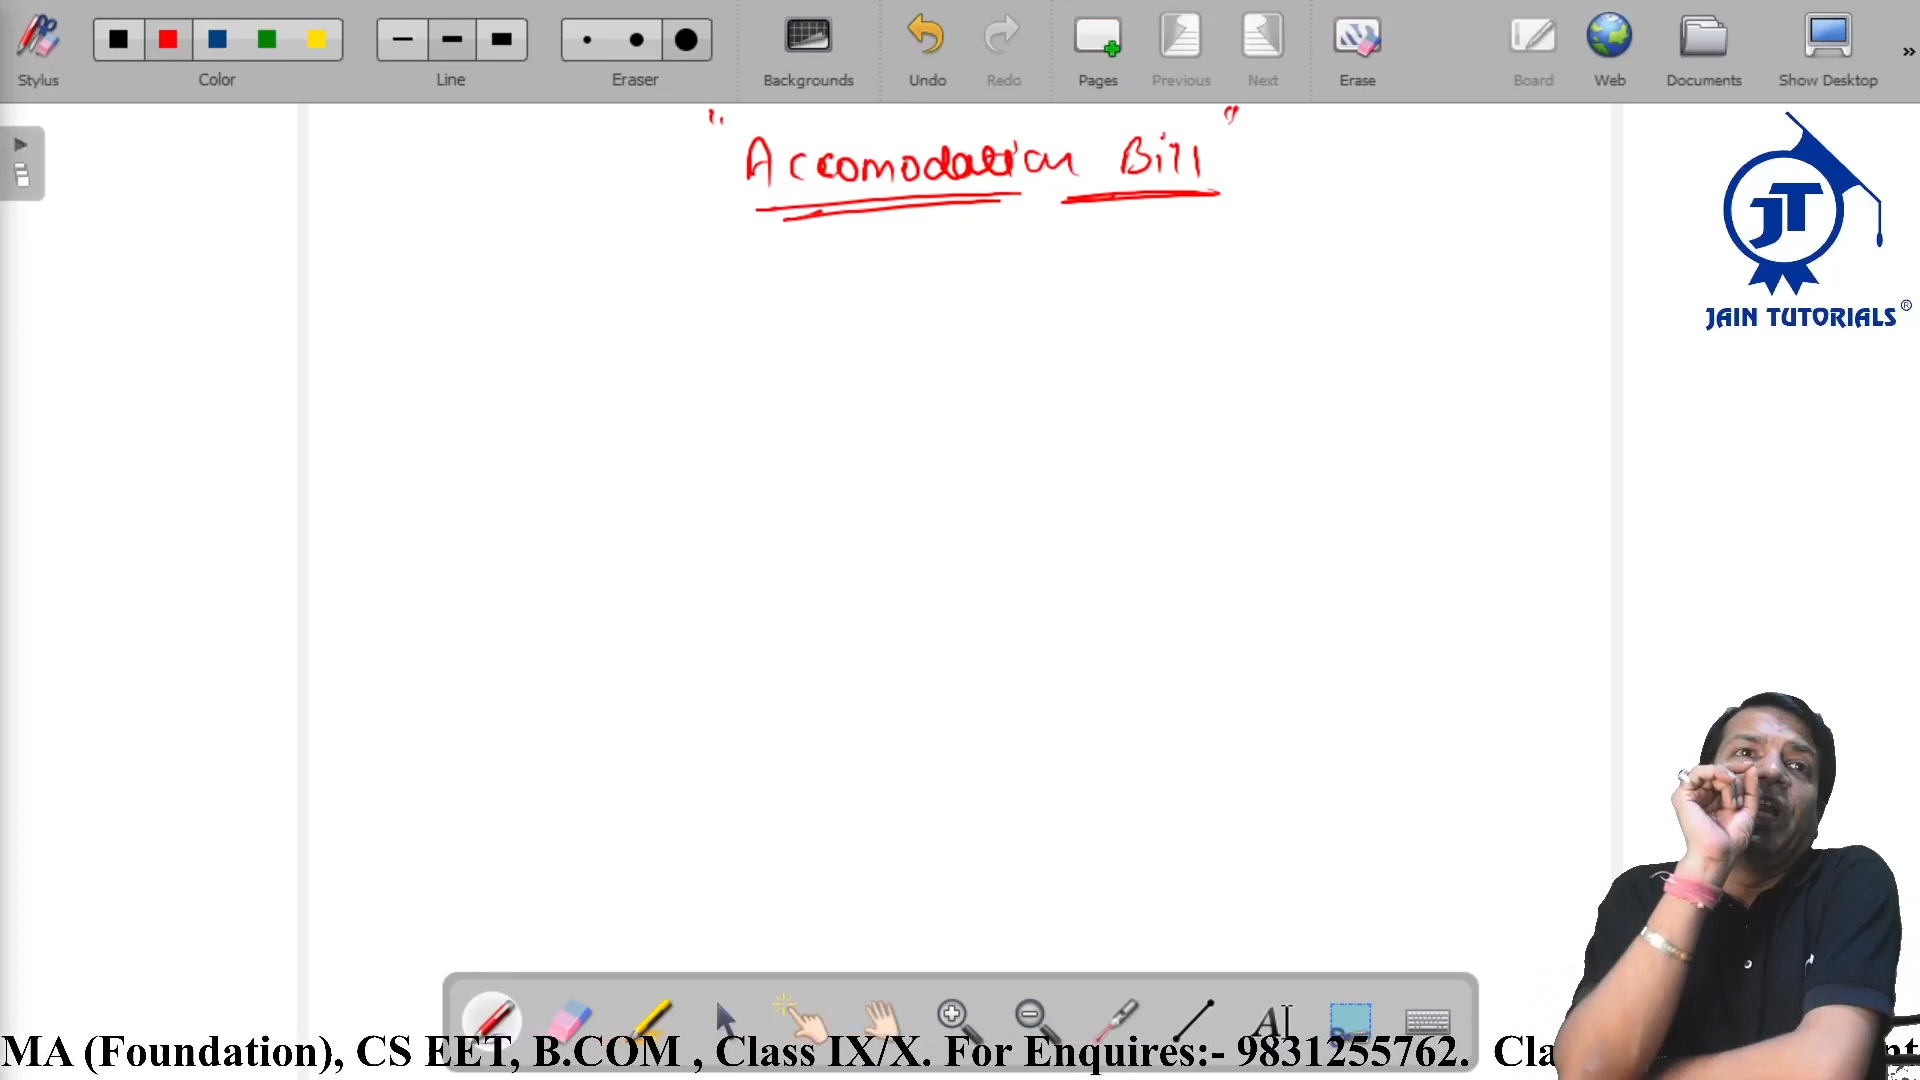 Stylus
Color
Line
Eraser
Backgrounds
Undo
Redo
Pages
Previous
Next
Erase
Board
Web
Documents
Show Desktop
»
"Accomodation Bill"
JT
JAIN TUTORIALS®
MA (Foundation), CS EET, B.COM , Class IX/X. For Enquires:- 9831255762. Cla